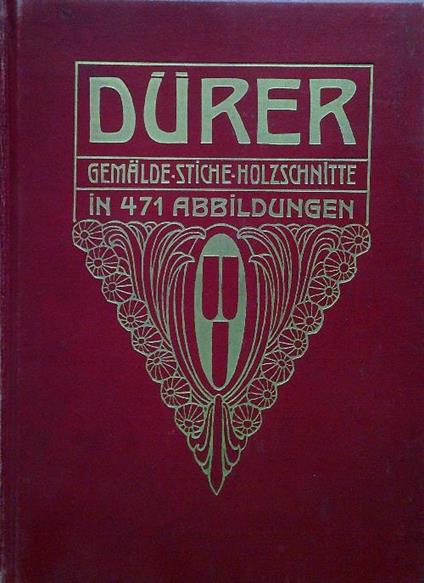 DÜRER
GEMÄLDE·STICHE·HOLZSCHNITTE
IN 471 ABBILDUNGEN